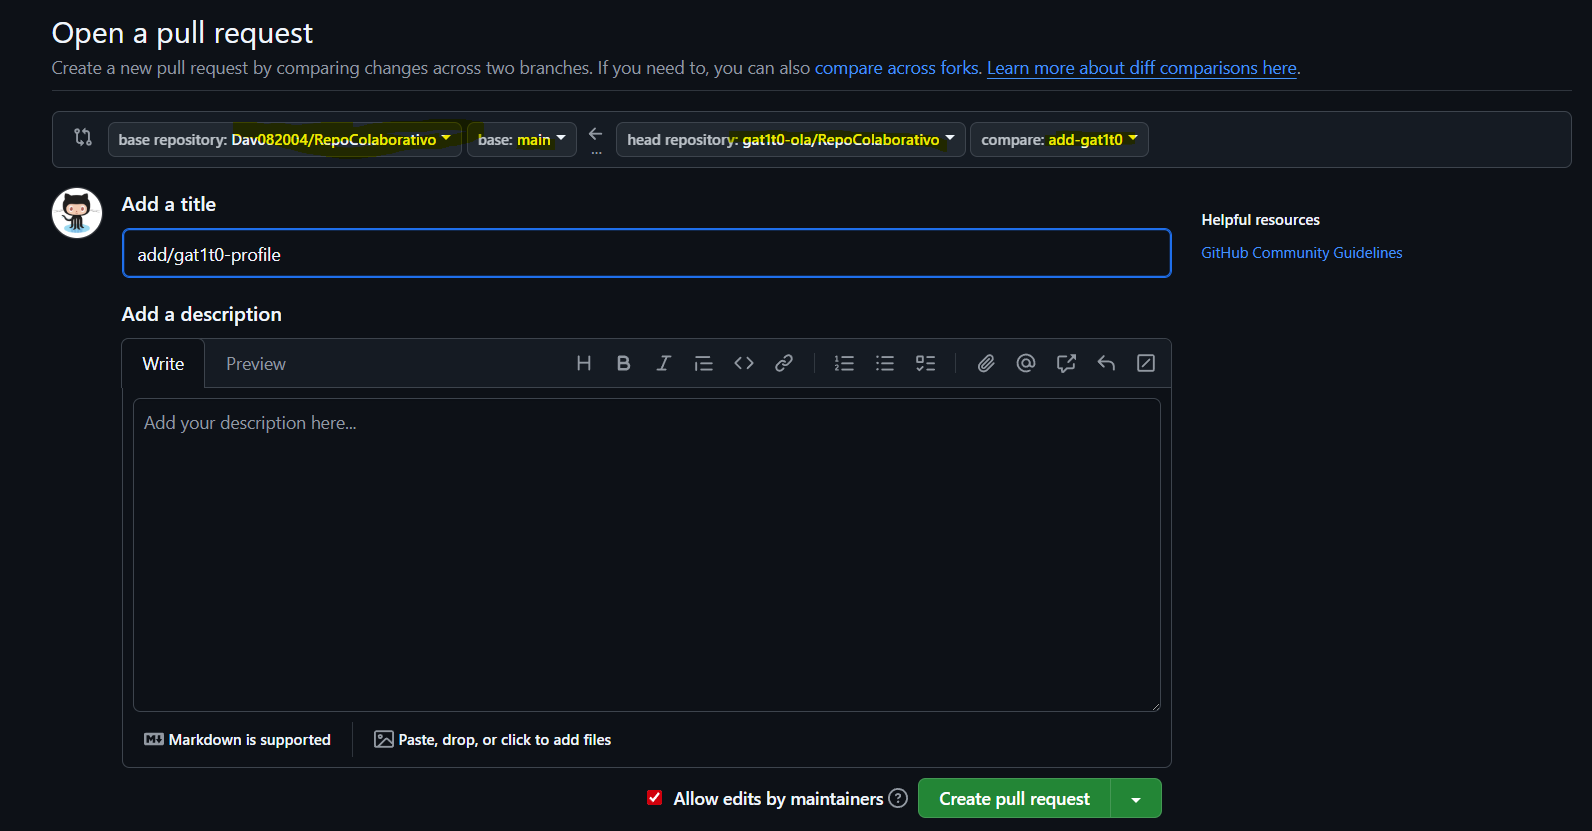 Open a pull request
Create a new pull request by comparing changes across two branches. If you need to, you can also compare across forks. Learn more about diff comparisons here.
base repository: Dav082004/RepoColaborativo base: main ... head repository: gat1t0-ola/RepoColaborativo compare: add-gat1t0
Add a title
Helpful resources
add/gat1t0-profile
GitHub Community Guidelines
Add a description
Write Preview
Add your description here...
Markdown is supported Paste, drop, or click to add files
Allow edits by maintainers Create pull request